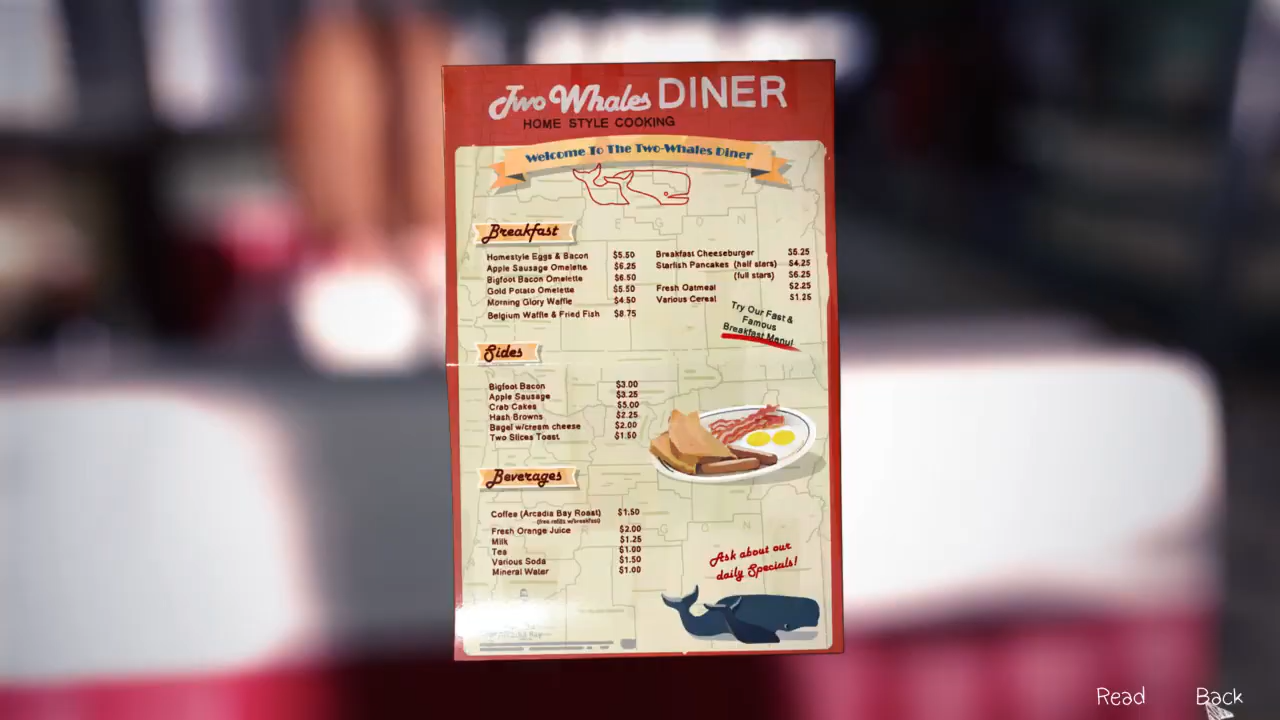 Two Whales DINER
HOME STYLE COOKING
Welcome To The Two-Whales Diner
OREGON
Breakfast
Homestyle Eggs & Bacon $5.50
Apple Sausage Omelette $6.25
Bigfoot Bacon Omelette $6.50
Gold Potato Omelette $5.50
Morning Glory Waffle $4.50
Belgium Waffle & Fried Fish $8.75
Breakfast Cheeseburger $5.25
Starfish Pancakes (half stars) $4.25
(full stars) $6.25
Fresh Oatmeal $2.25
Various Cereal $1.25
Try Our Fast &
Famous
Breakfast Menu!
Sides
Bigfoot Bacon $3.00
Apple Sausage $3.25
Crab Cakes $5.00
Hash Browns $2.25
Bagel w/cream cheese $2.00
Two Slices Toast $1.50
Beverages
Coffee (Arcadia Bay Roast) $1.50
(free refills w/breakfast)
Fresh Orange Juice $2.00
Milk $1.25
Tea $1.00
Various Soda $1.50
Mineral Water $1.00
Ask about our
daily Specials!
Read Back